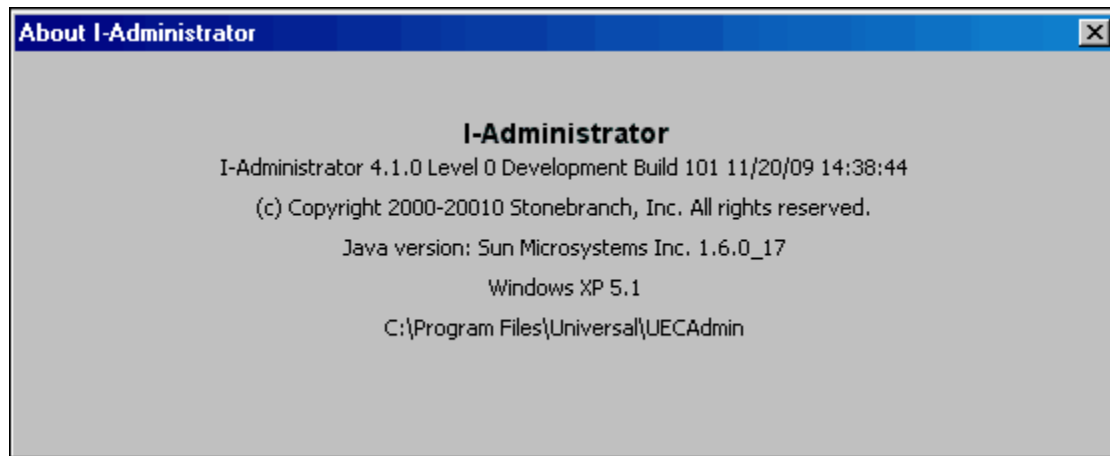 About I-Administrator
I-Administrator
I-Administrator 4.1.0 Level 0 Development Build 101 11/20/09 14:38:44
(c) Copyright 2000-20010 Stonebranch, Inc. All rights reserved.
Java version: Sun Microsystems Inc. 1.6.0_17
Windows XP 5.1
C:\Program Files\Universal\UECAdmin